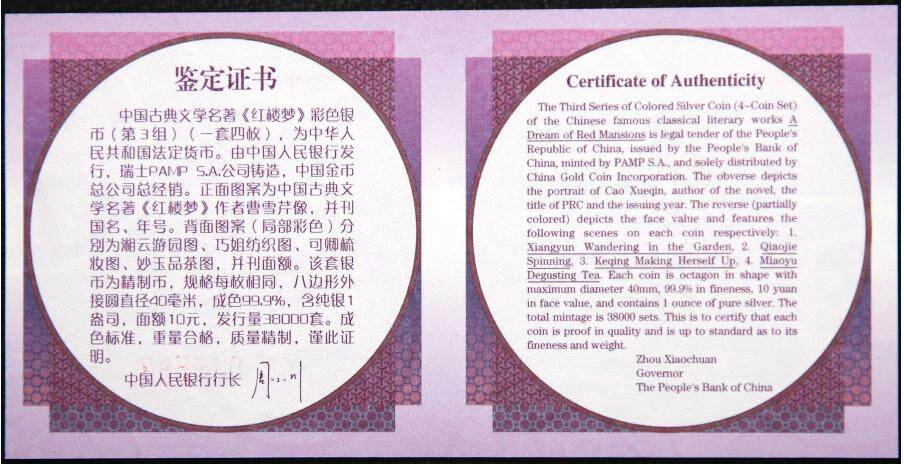 鉴定证书
中国古典文学名著《红楼梦》彩色银
币（第3组）（一套四枚），为中华人
民共和国法定货币。由中国人民银行发
行，瑞士PAMP S.A.公司铸造，中国金币
总公司总经销。正面图案为中国古典文
学名著《红楼梦》作者曹雪芹像，并刊
国名、年号。背面图案（局部彩色）分
别为湘云游园图、巧姐纺织图、可卿梳
妆图、妙玉品茶图，并刊面额。该套银
币为精制币，规格每枚相同，八边形外
接圆直径40毫米，成色99.9%，含纯银1
盎司，面额10元，发行量38000套。成
色标准，重量合格，质量精制，谨此证
明。
中国人民银行行长
Certificate of Authenticity
The Third Series of Colored Silver Coin (4-Coin Set)
of the Chinese famous classical literary works A
Dream of Red Mansions is legal tender of the People's
Republic of China, issued by the People's Bank of
China, minted by PAMP S.A., and solely distributed by
China Gold Coin Incorporation. The obverse depicts
the portrait of Cao Xueqin, author of the novel, the
title of PRC and the issuing year. The reverse (partially
colored) depicts the face value and features the
following scenes on each coin respectively: 1.
Xiangyun Wandering in the Garden, 2. Qiaojie
Spinning, 3. Keqing Making Herself Up, 4. Miaoyu
Degusting Tea. Each coin is octagon in shape with
maximum diameter 40mm, 99.9% in fineness, 10 yuan
in face value, and contains 1 ounce of pure silver. The
total mintage is 38000 sets. This is to certify that each
coin is proof in quality and is up to standard as to its
fineness and weight.
Zhou Xiaochuan
Governor
The People's Bank of China